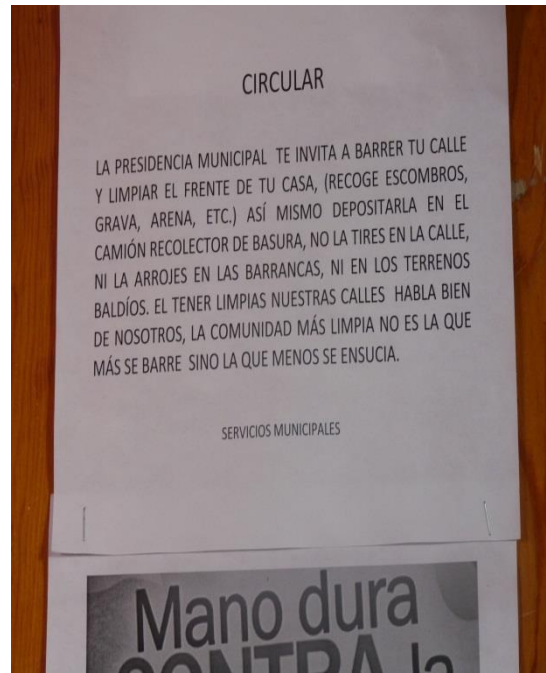 CIRCULAR
LA PRESIDENCIA MUNICIPAL TE INVITA A BARRER TU CALLE
Y LIMPIAR EL FRENTE DE TU CASA, (RECOGE ESCOMBROS,
GRAVA, ARENA, ETC.) ASÍ MISMO DEPOSITARLA EN EL
CAMIÓN RECOLECTOR DE BASURA, NO LA TIRES EN LA CALLE,
NI LA ARROJES EN LAS BARRANCAS, NI EN LOS TERRENOS
BALDÍOS. EL TENER LIMPIAS NUESTRAS CALLES HABLA BIEN
DE NOSOTROS, LA COMUNIDAD MÁS LIMPIA NO ES LA QUE
MÁS SE BARRE SINO LA QUE MENOS SE ENSUCIA.
SERVICIOS MUNICIPALES
Mano dura
CONTRA la